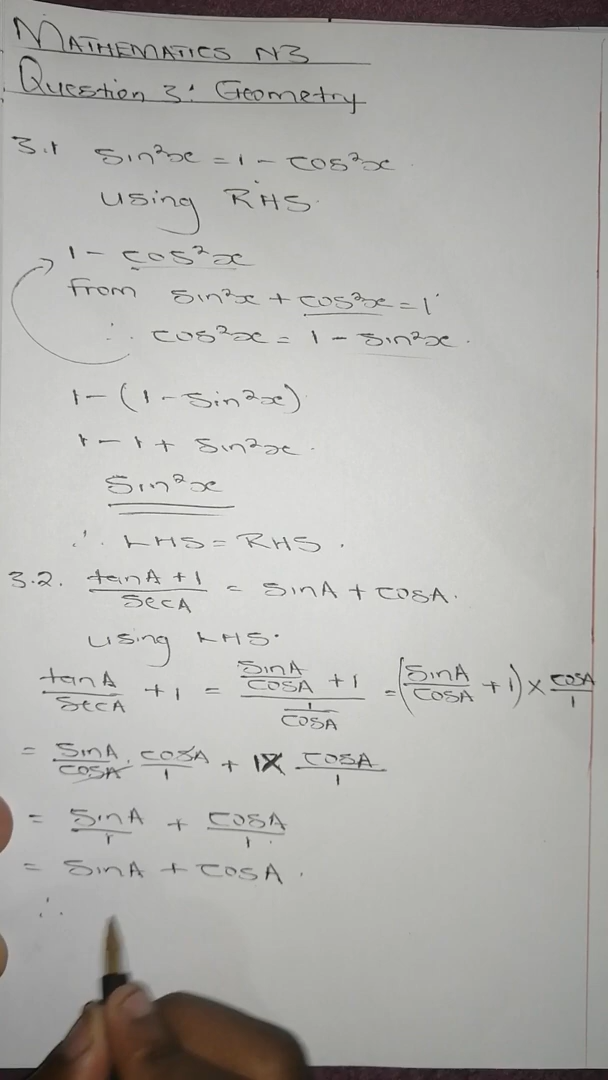 MATHEMATICS N3
Question 3: Geometry
3.1 sin²x = 1 - cos²x
using RHS.
1 - cos²x
from sin²x + cos²x = 1
∴ cos²x = 1 - sin²x.
1-(1-sin²x)
1-1+ sin²x.
sin²x
∴ LHS = RHS.
3.2. (tanA+1)/secA = sinA + cosA.
using LHS.
tanA/secA + 1 = (sinA/cosA + 1)/(1/cosA) = (sinA/cosA + 1) × cosA/1
= sinA/cosA · cosA/1 + 1 × cosA/1
= sinA/1 + cosA/1.
= sinA + cosA.
∴